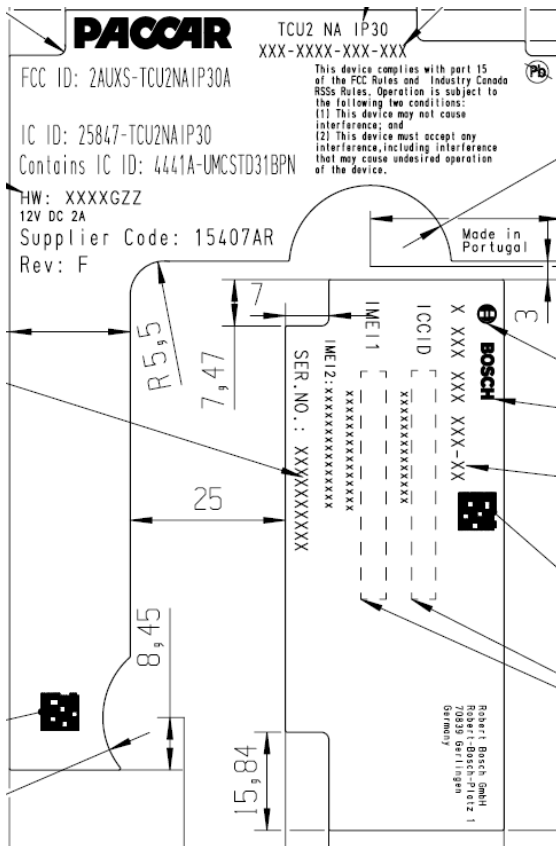 PACCAR
TCU2 NA IP30
XXX-XXXX-XXX-XXX
FCC ID: 2AUXS-TCU2NAIP30A
This device complies with part 15
of the FCC Rules and Industry Canada
RSSs Rules. Operation is subject to
the following two conditions:
(1) This device may not cause
interference; and
(2) This device must accept any
interference,including interference
that may cause undesired operation
of the device.
Pb
IC ID: 25847-TCU2NAIP30
Contains IC ID: 4441A-UMCSTD31BPN
HW: XXXXGZZ
12V DC 2A
Supplier Code: 15407AR
Rev: F
Made in
Portugal
R5,5
7
7,47
3
25
8,45
15,84
BOSCH
X XXX XXX XXX-XX
ICCID
XXXXXXXXXXXXXXXXXXXX
IMEI1
XXXXXXXXXXXXXXX
IMEI2:XXXXXXXXXXXXXXX
SER.NO.: XXXXXXXXXX
Robert Bosch GmbH
Robert-Bosch-Platz 1
70839 Gerlingen
Germany